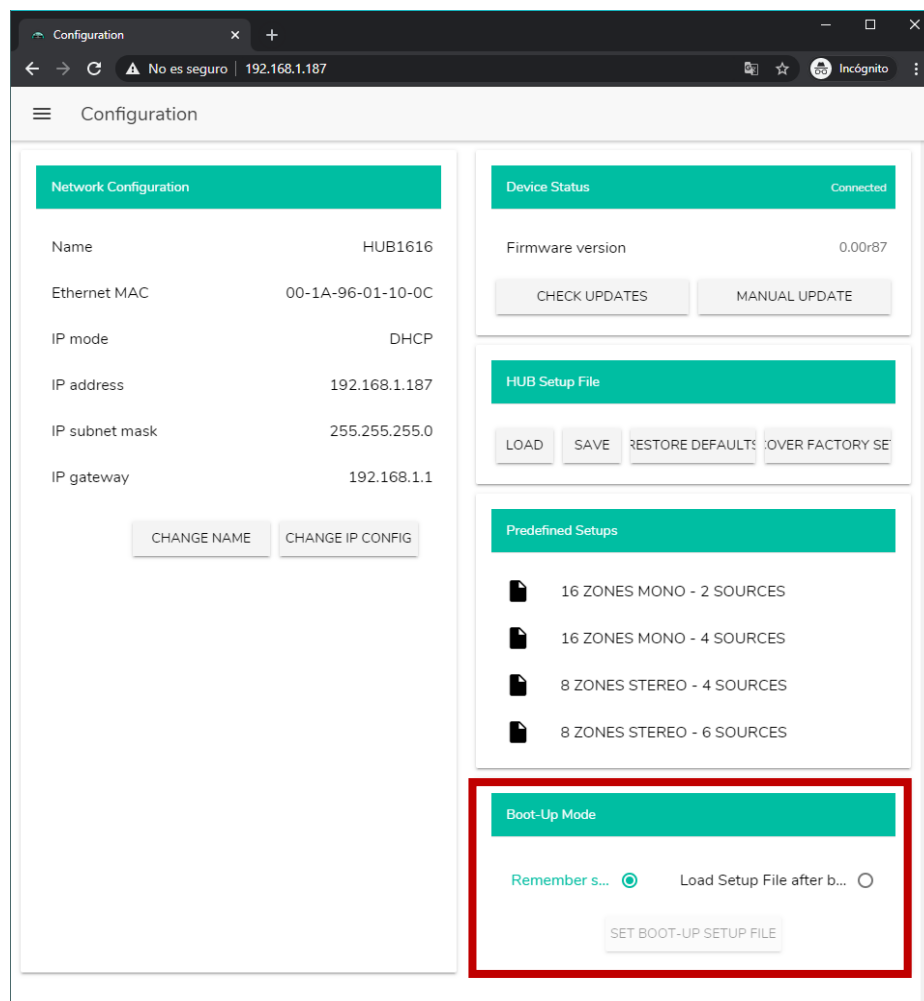 Configuration
No es seguro | 192.168.1.187
Incógnito
Configuration
Network Configuration
Name HUB1616
Ethernet MAC 00-1A-96-01-10-0C
IP mode DHCP
IP address 192.168.1.187
IP subnet mask 255.255.255.0
IP gateway 192.168.1.1
CHANGE NAME CHANGE IP CONFIG
Device Status Connected
Firmware version 0.00r87
CHECK UPDATES MANUAL UPDATE
HUB Setup File
LOAD SAVE RESTORE DEFAULTS COVER FACTORY SE
Predefined Setups
16 ZONES MONO - 2 SOURCES
16 ZONES MONO - 4 SOURCES
8 ZONES STEREO - 4 SOURCES
8 ZONES STEREO - 6 SOURCES
Boot-Up Mode
Remember s... Load Setup File after b...
SET BOOT-UP SETUP FILE